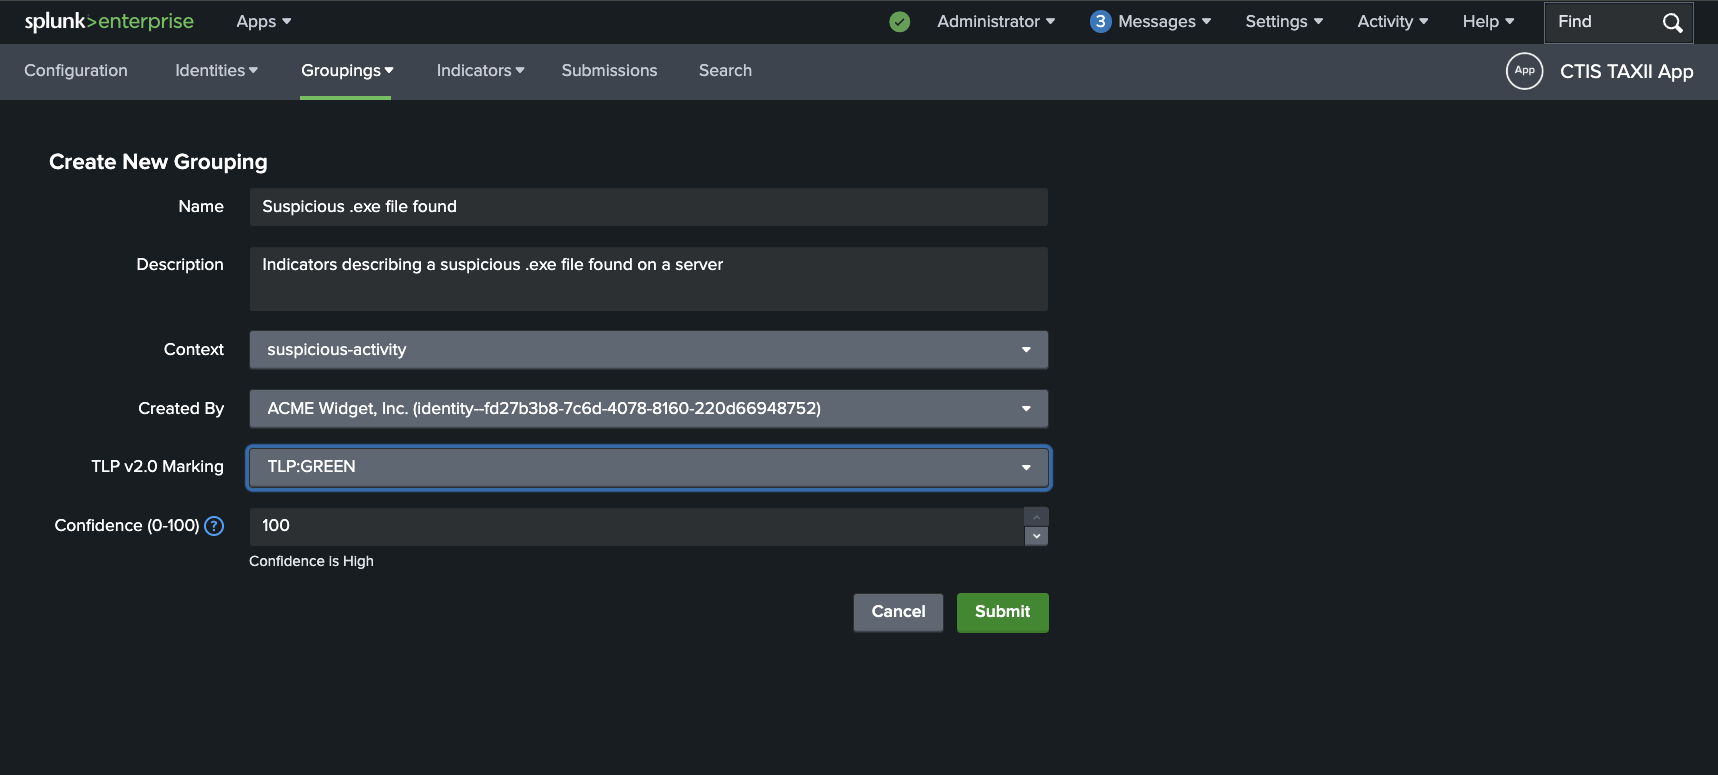 splunk>enterprise Apps Administrator 3 Messages Settings Activity Help Find
Configuration Identities Groupings Indicators Submissions Search App CTIS TAXII App
Create New Grouping
Name Suspicious .exe file found
Description Indicators describing a suspicious .exe file found on a server
Context suspicious-activity
Created By ACME Widget, Inc. (identity--fd27b3b8-7c6d-4078-8160-220d66948752)
TLP v2.0 Marking TLP:GREEN
Confidence (0-100) ? 100
Confidence is High
Cancel Submit